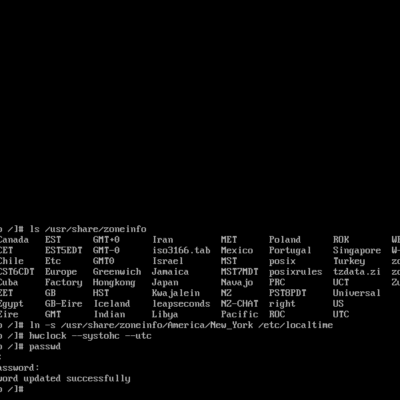 o /]# ls /usr/share/zoneinfo
Canada EST GMT+0 Iran MET Poland ROK
CET EST5EDT GMT-0 iso3166.tab Mexico Portugal Singapore
Chile Etc GMT0 Israel MST posix Turkey
CST6CDT Europe Greenwich Jamaica MST7MDT posixrules tzdata.zi
Cuba Factory Hongkong Japan Navajo PRC UCT
EET GB HST Kwajalein NZ PST8PDT Universal
Egypt GB-Eire Iceland leapseconds NZ-CHAT right US
Eire GMT Indian Libya Pacific ROC UTC
o /]# ln -s /usr/share/zoneinfo/America/New_York /etc/localtime
o /]# hwclock --systohc --utc
o /]# passwd
:
assword:
word updated successfully
o /]#